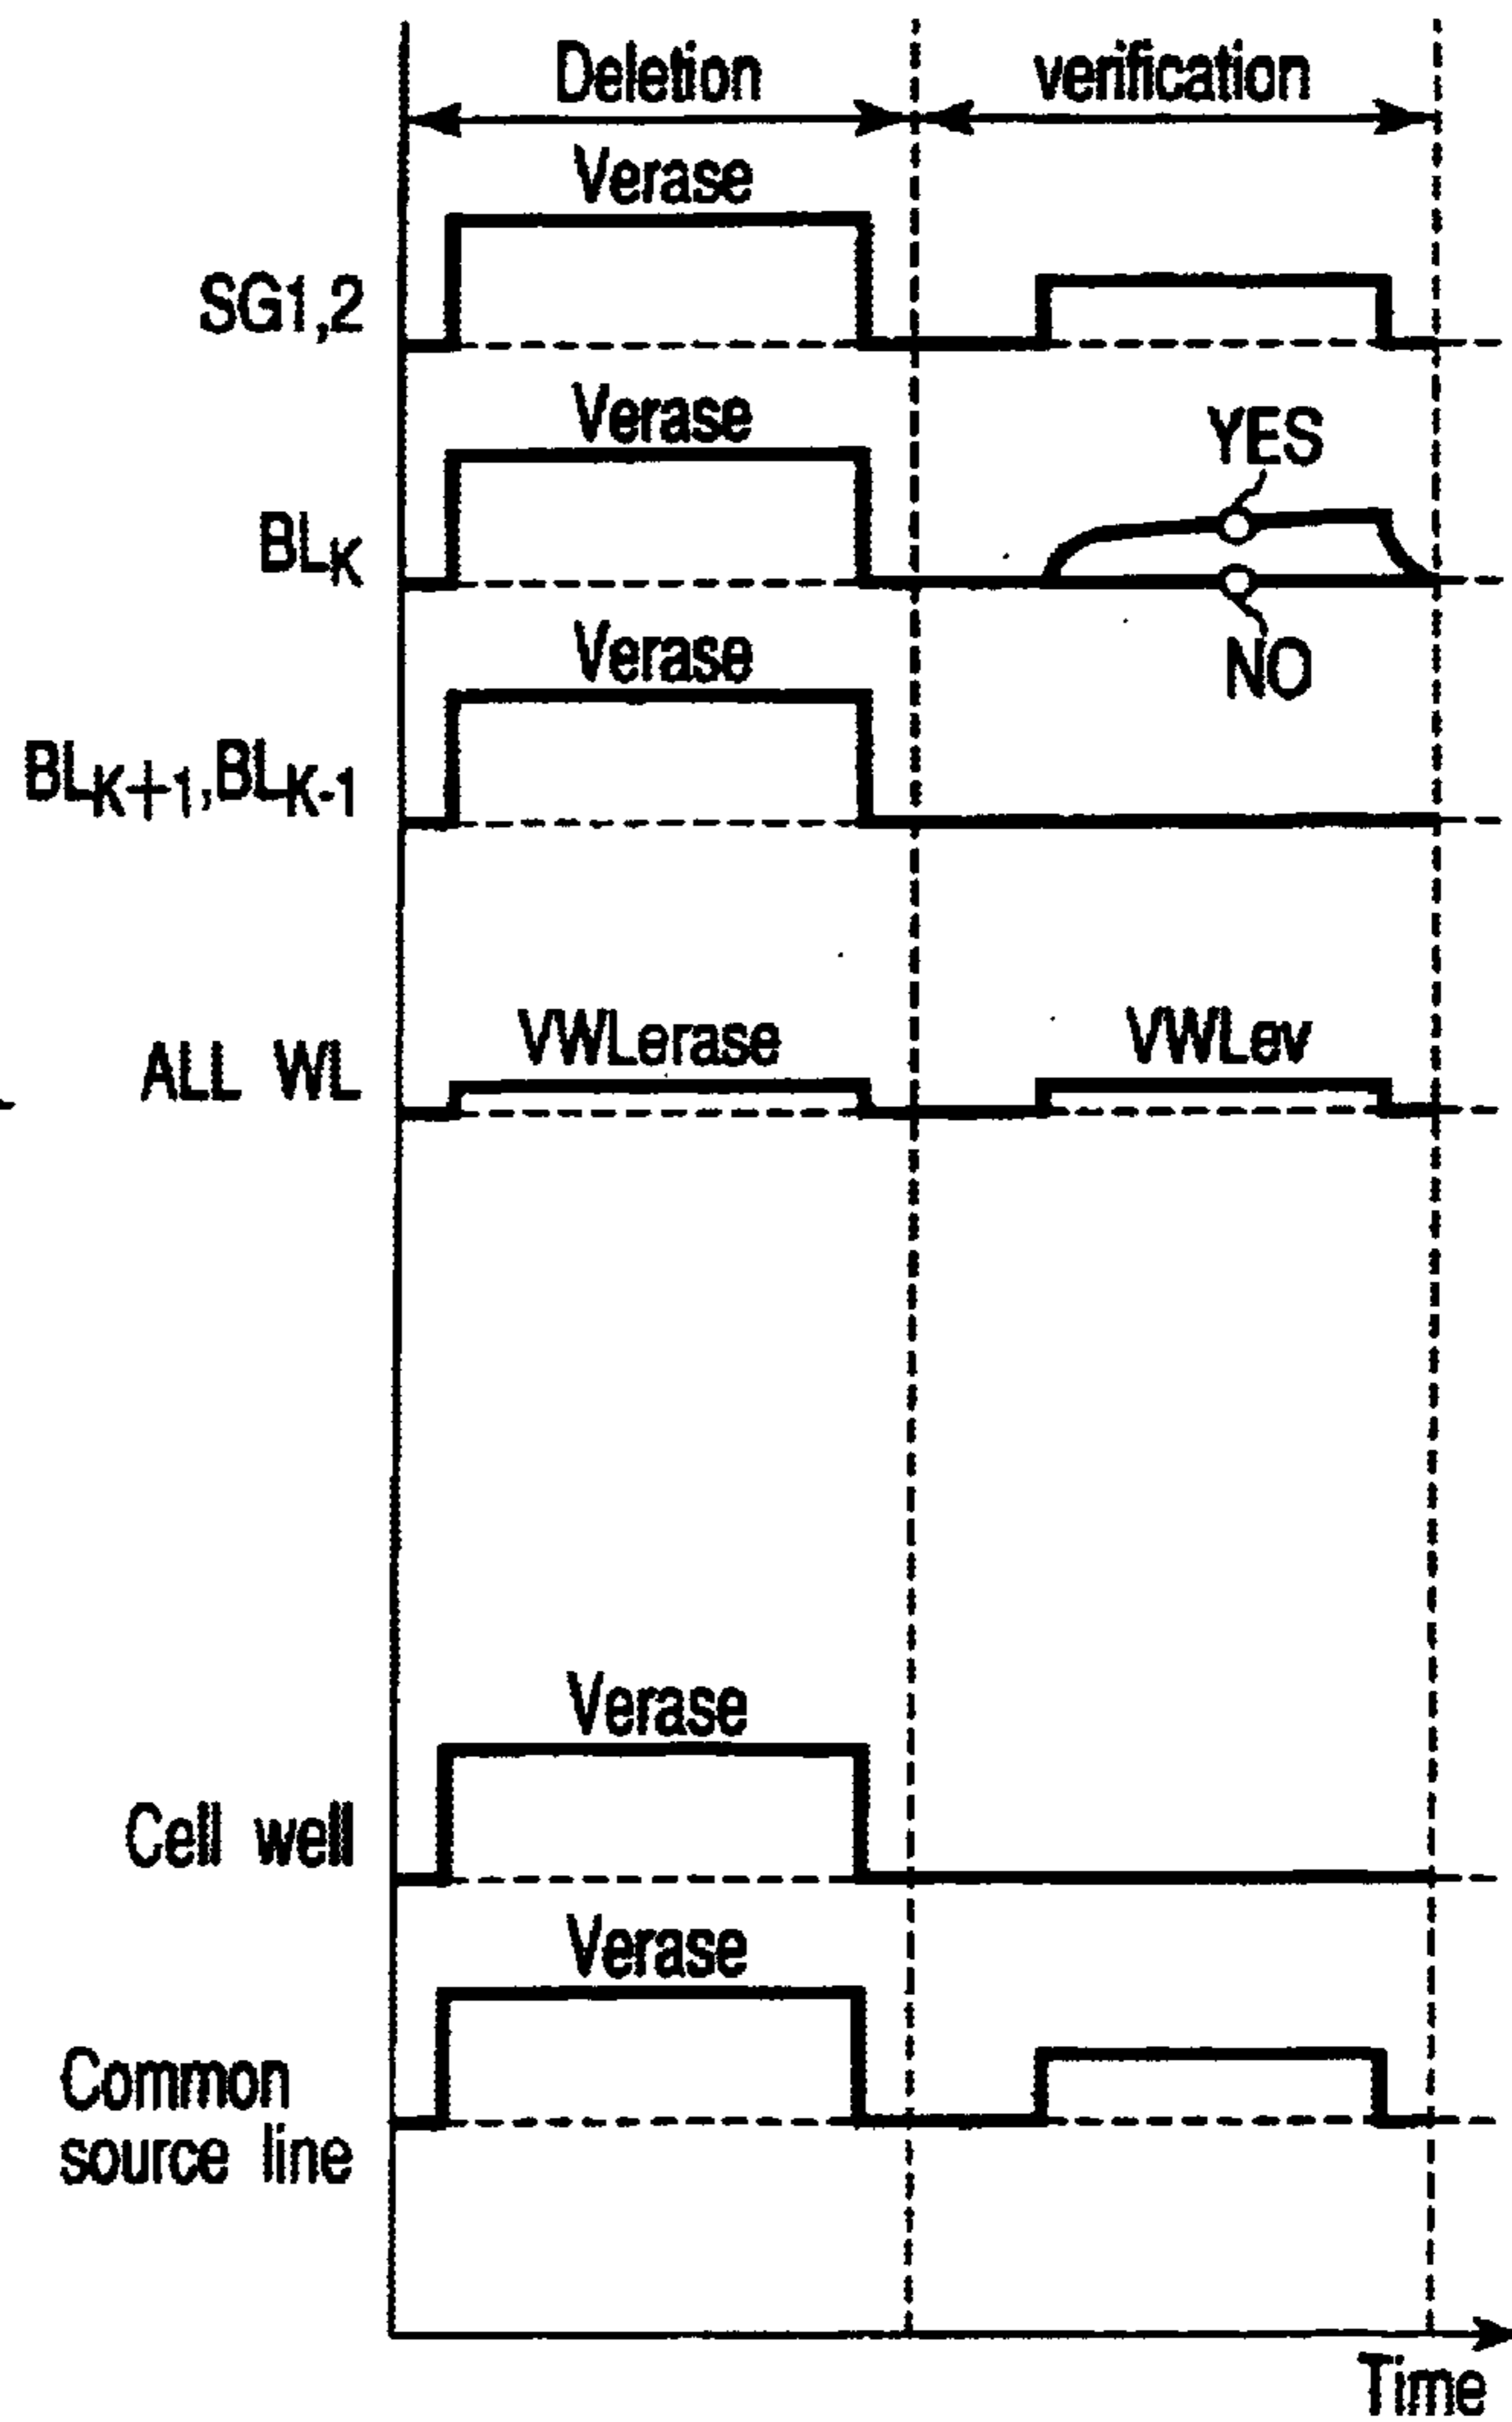 Deletion verification
Verase
SG1,2
Verase
YES
BLK
NO
Verase
BLK+1,BLK-1
VWLerase VWLev
ALL WL
Verase
Cell well
Verase
Common
source line
Time